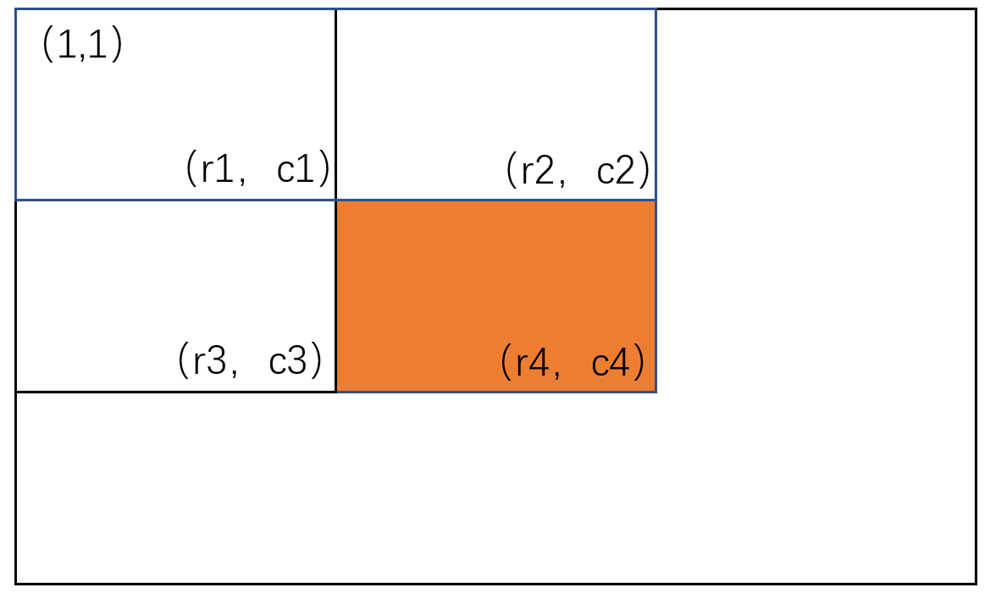 (1,1)
(r1, c1)
(r2, c2)
(r3, c3)
(r4, c4)